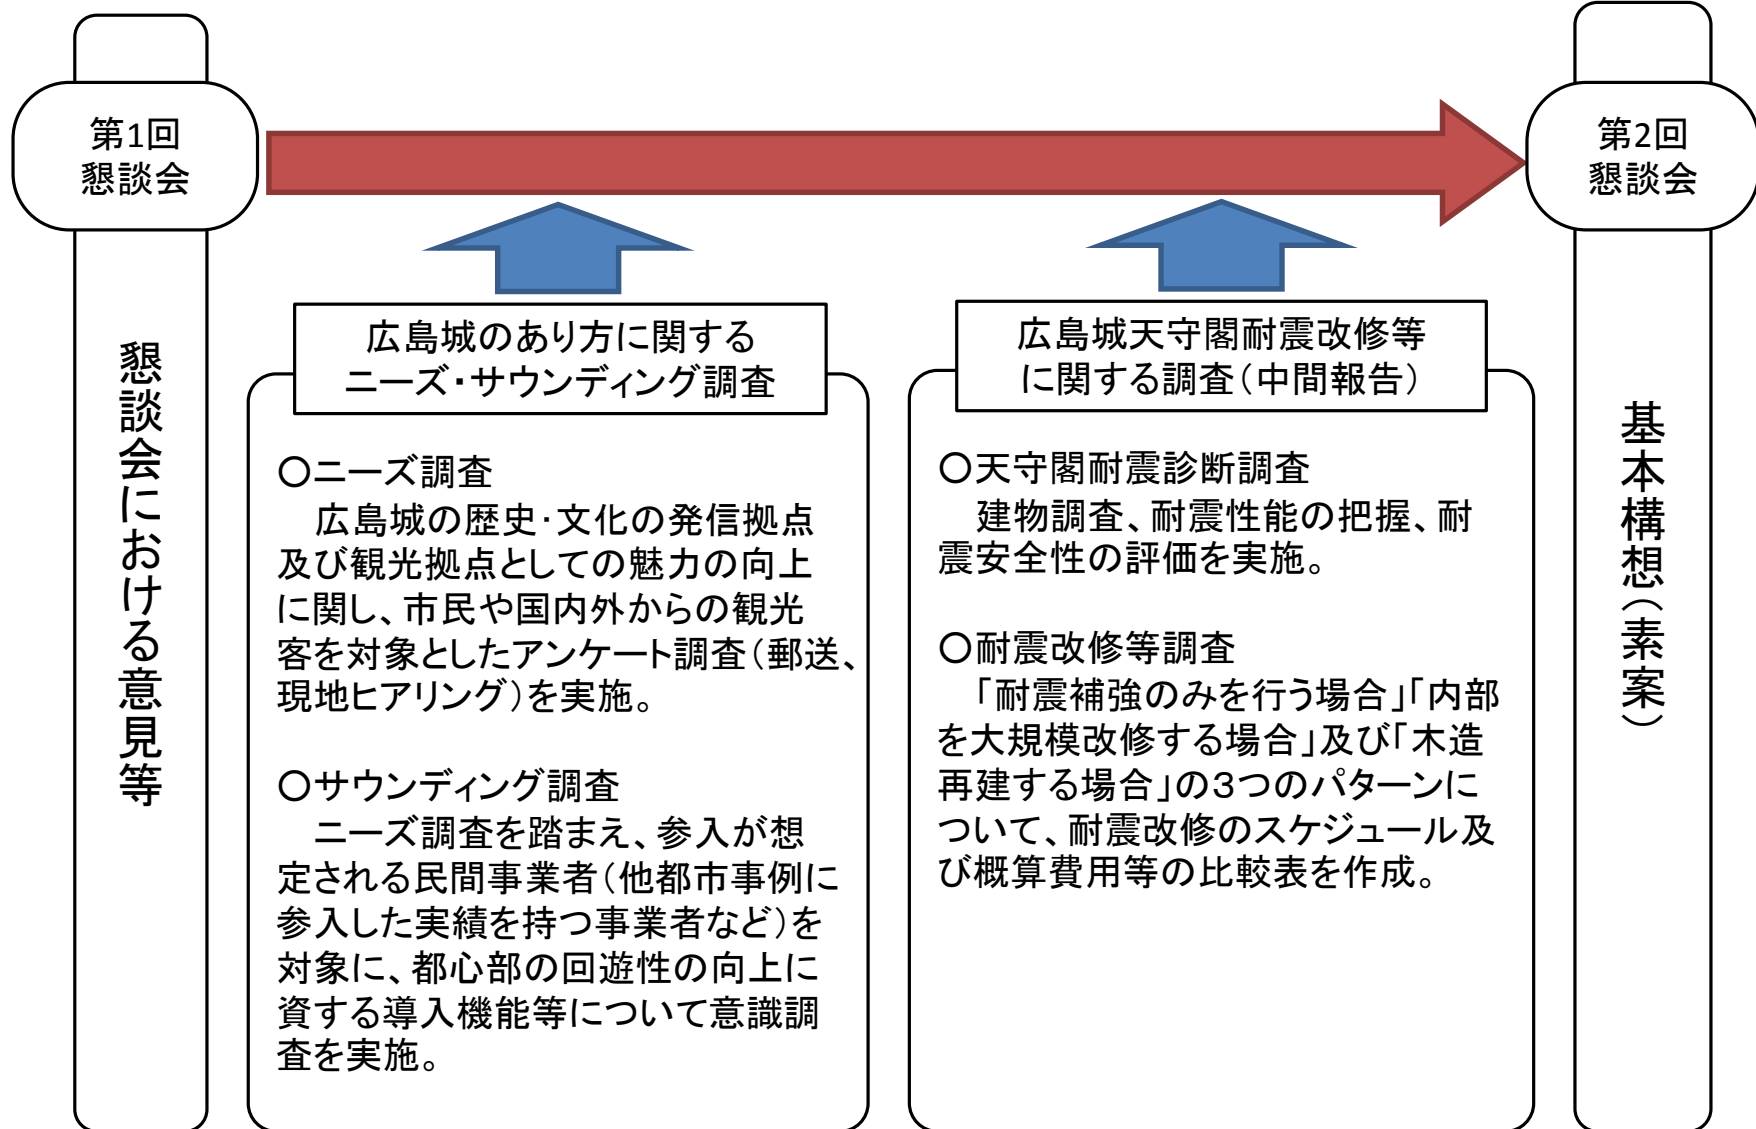 第1回
懇談会
懇談会における意見等
広島城のあり方に関する
ニーズ・サウンディング調査
〇ニーズ調査
　広島城の歴史・文化の発信拠点
及び観光拠点としての魅力の向上
に関し、市民や国内外からの観光
客を対象としたアンケート調査（郵送、
現地ヒアリング）を実施。
〇サウンディング調査
　ニーズ調査を踏まえ、参入が想
定される民間事業者（他都市事例に
参入した実績を持つ事業者など）を
対象に、都心部の回遊性の向上に
資する導入機能等について意識調
査を実施。
広島城天守閣耐震改修等
に関する調査（中間報告）
〇天守閣耐震診断調査
　建物調査、耐震性能の把握、耐
震安全性の評価を実施。
〇耐震改修等調査
　「耐震補強のみを行う場合」「内部
を大規模改修する場合」及び「木造
再建する場合」の３つのパターンに
ついて、耐震改修のスケジュール及
び概算費用等の比較表を作成。
第2回
懇談会
基本構想（素案）